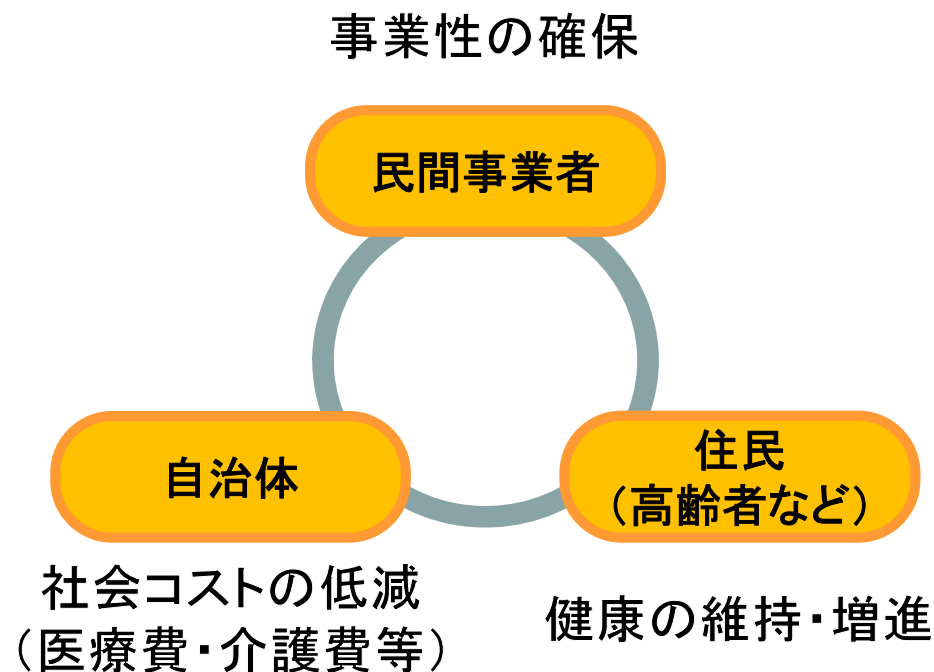 事業性の確保
民間事業者
自治体
住民
（高齢者など）
社会コストの低減
（医療費・介護費等）
健康の維持・増進